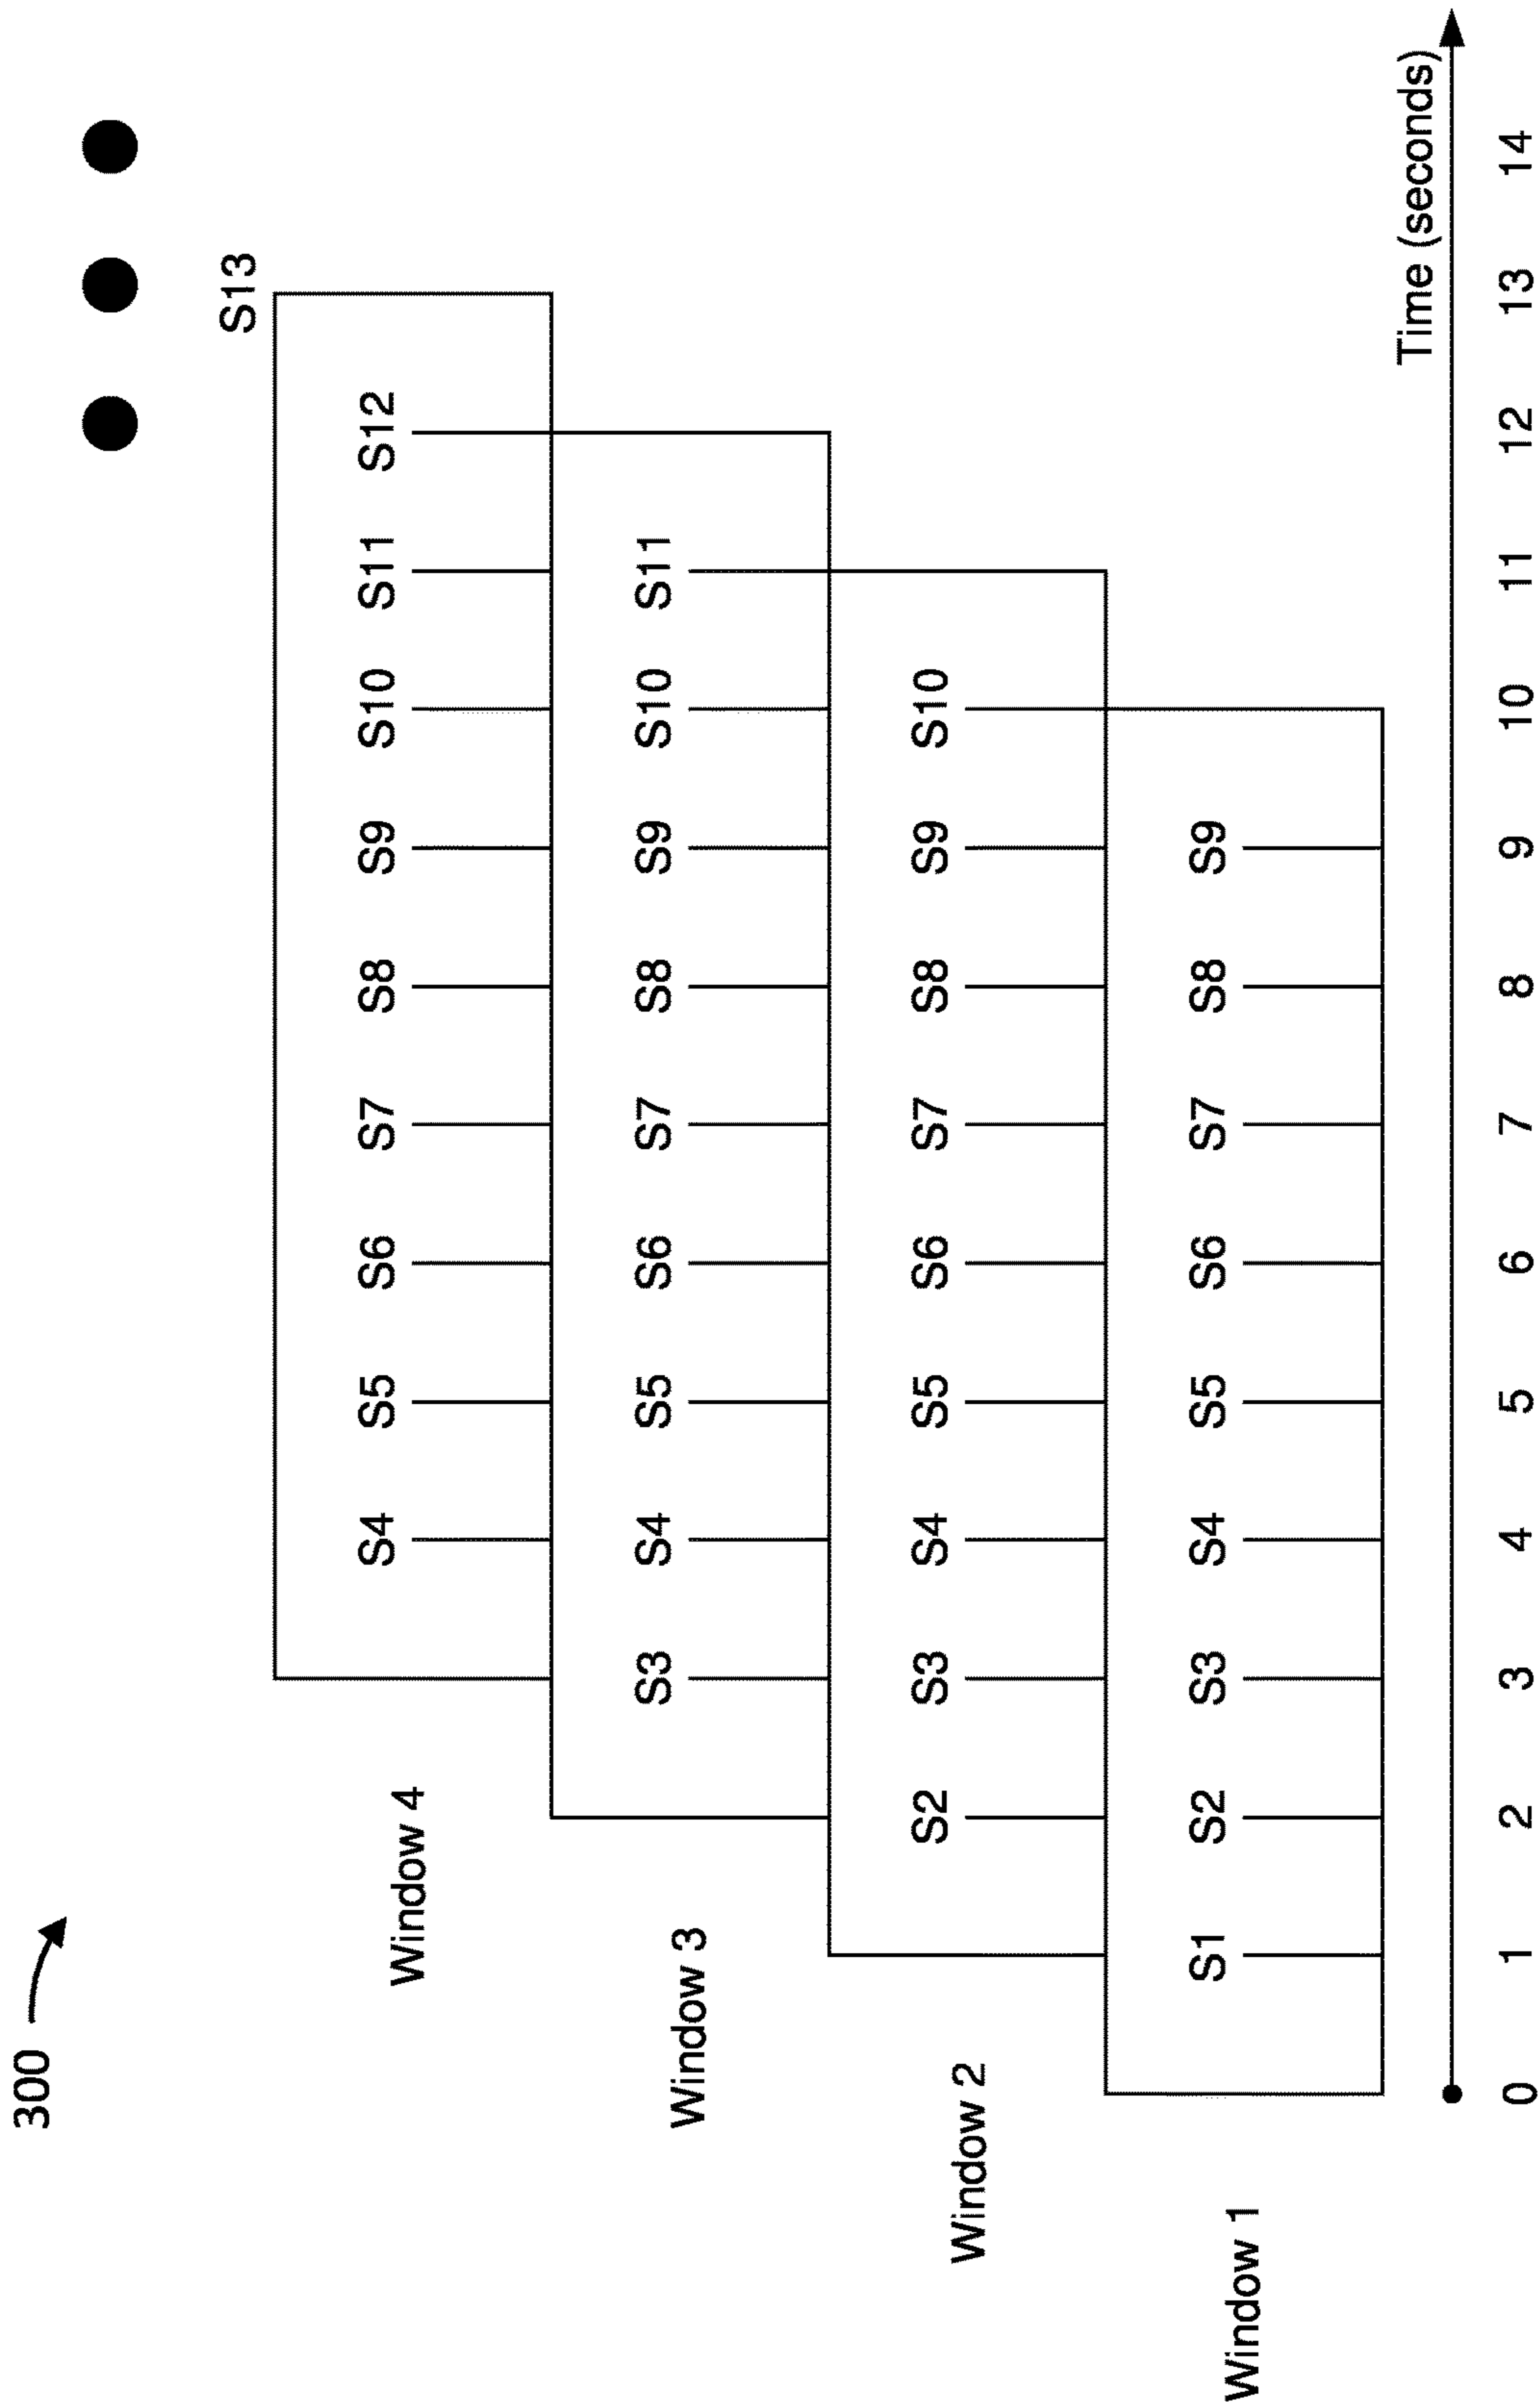 300
S13
Window 4
S4 S5 S6 S7 S8 S9 S10 S11 S12
Window 3
S3 S4 S5 S6 S7 S8 S9 S10 S11
Window 2
S2 S3 S4 S5 S6 S7 S8 S9 S10
Window 1
S1 S2 S3 S4 S5 S6 S7 S8 S9
Time (seconds)
0 1 2 3 4 5 6 7 8 9 10 11 12 13 14